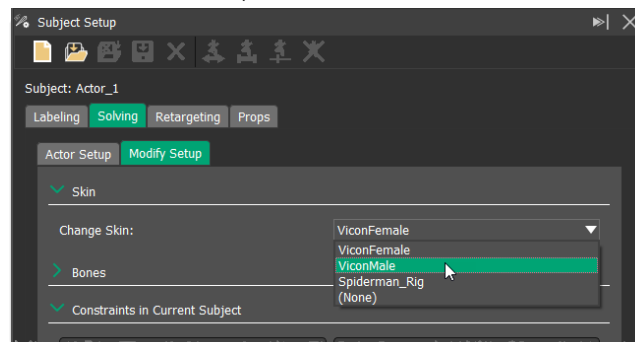 Subject Setup
Subject: Actor_1
Labeling Solving Retargeting Props
Actor Setup Modify Setup
Skin
Change Skin: ViconFemale
ViconFemale
ViconMale
Spiderman_Rig
(None)
Bones
Constraints in Current Subject